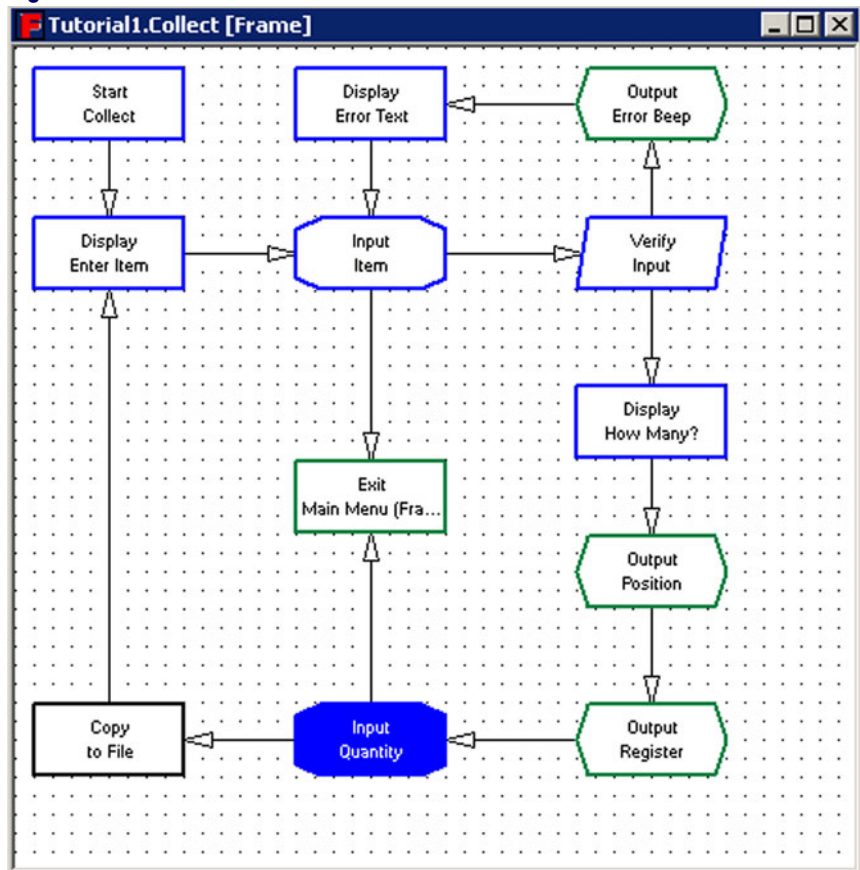 Tutorial1.Collect [Frame]
Start
Collect
Display
Error Text
Output
Error Beep
Display
Enter Item
Input
Item
Verify
Input
Display
How Many?
Exit
Main Menu (Fra...
Output
Position
Copy
to File
Input
Quantity
Output
Register